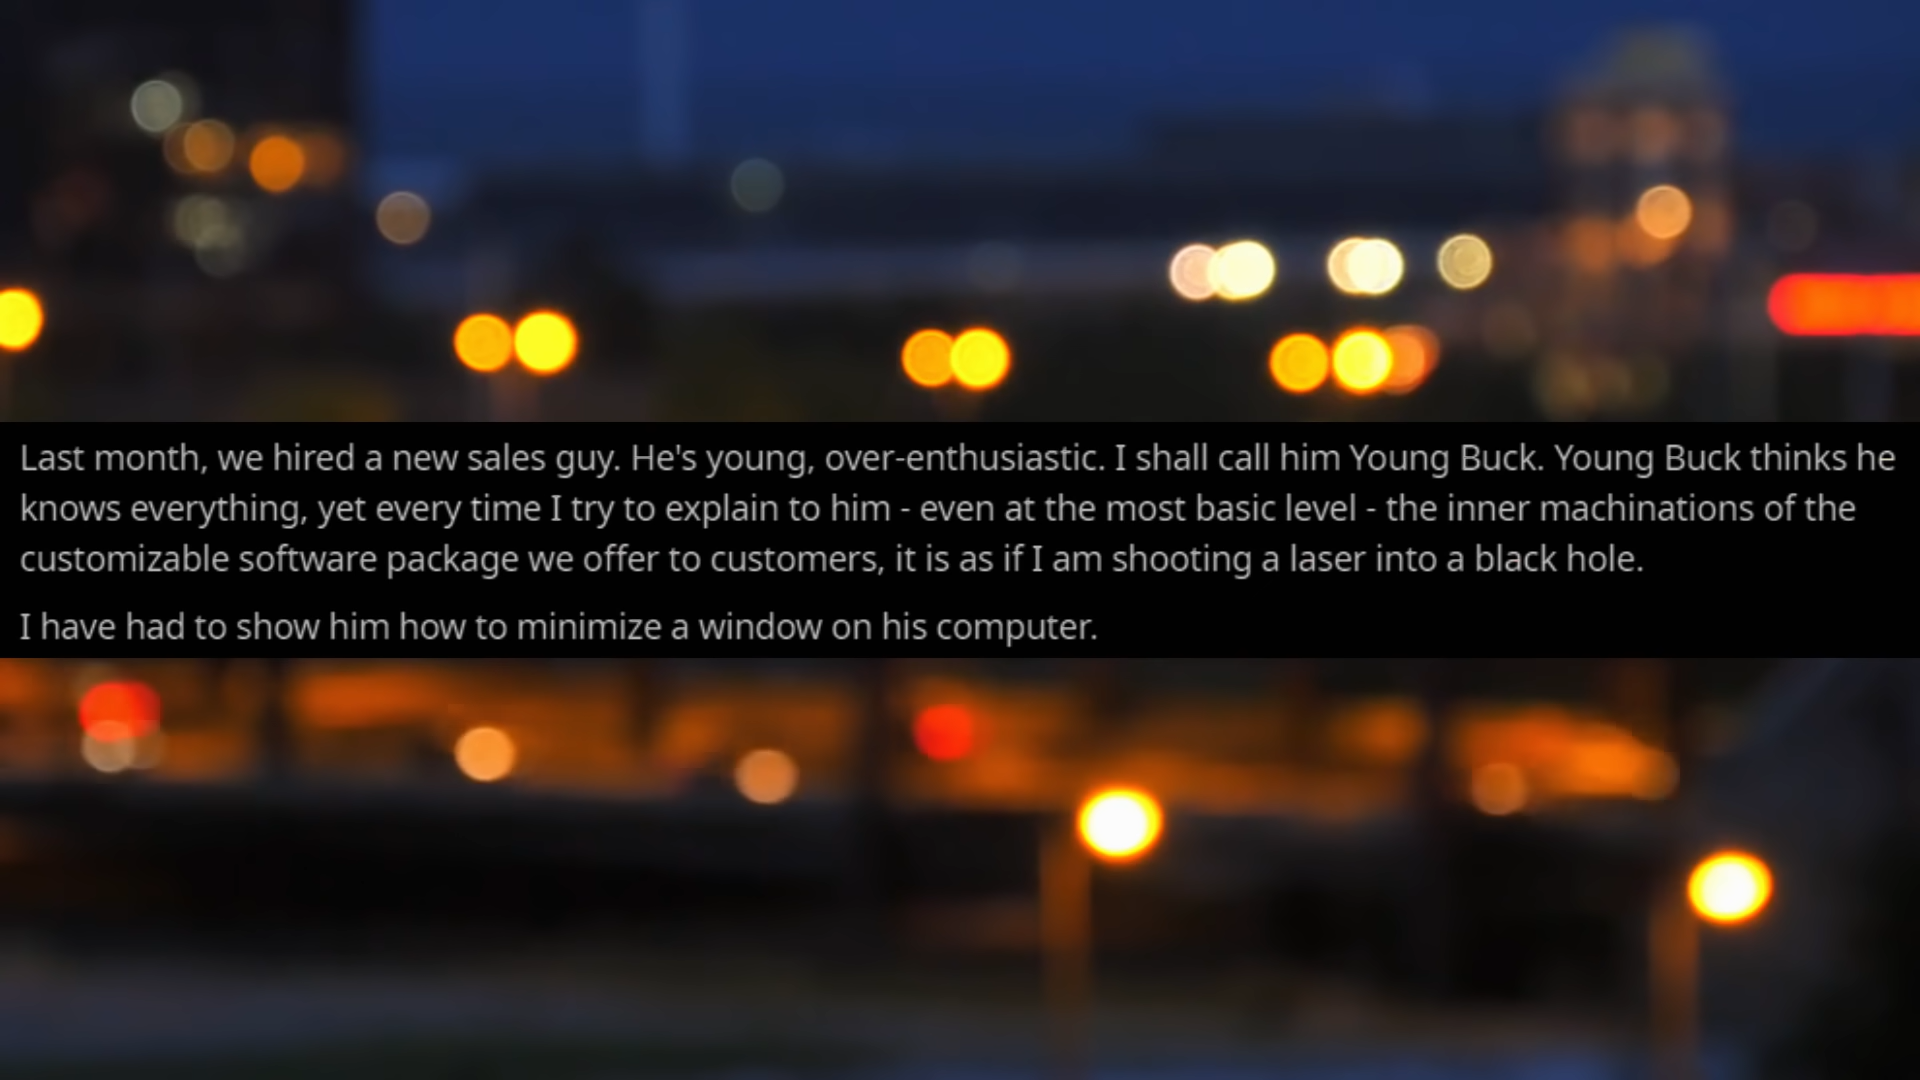 Last month, we hired a new sales guy. He's young, over-enthusiastic. I shall call him Young Buck. Young Buck thinks he
knows everything, yet every time I try to explain to him - even at the most basic level - the inner machinations of the
customizable software package we offer to customers, it is as if I am shooting a laser into a black hole.
I have had to show him how to minimize a window on his computer.